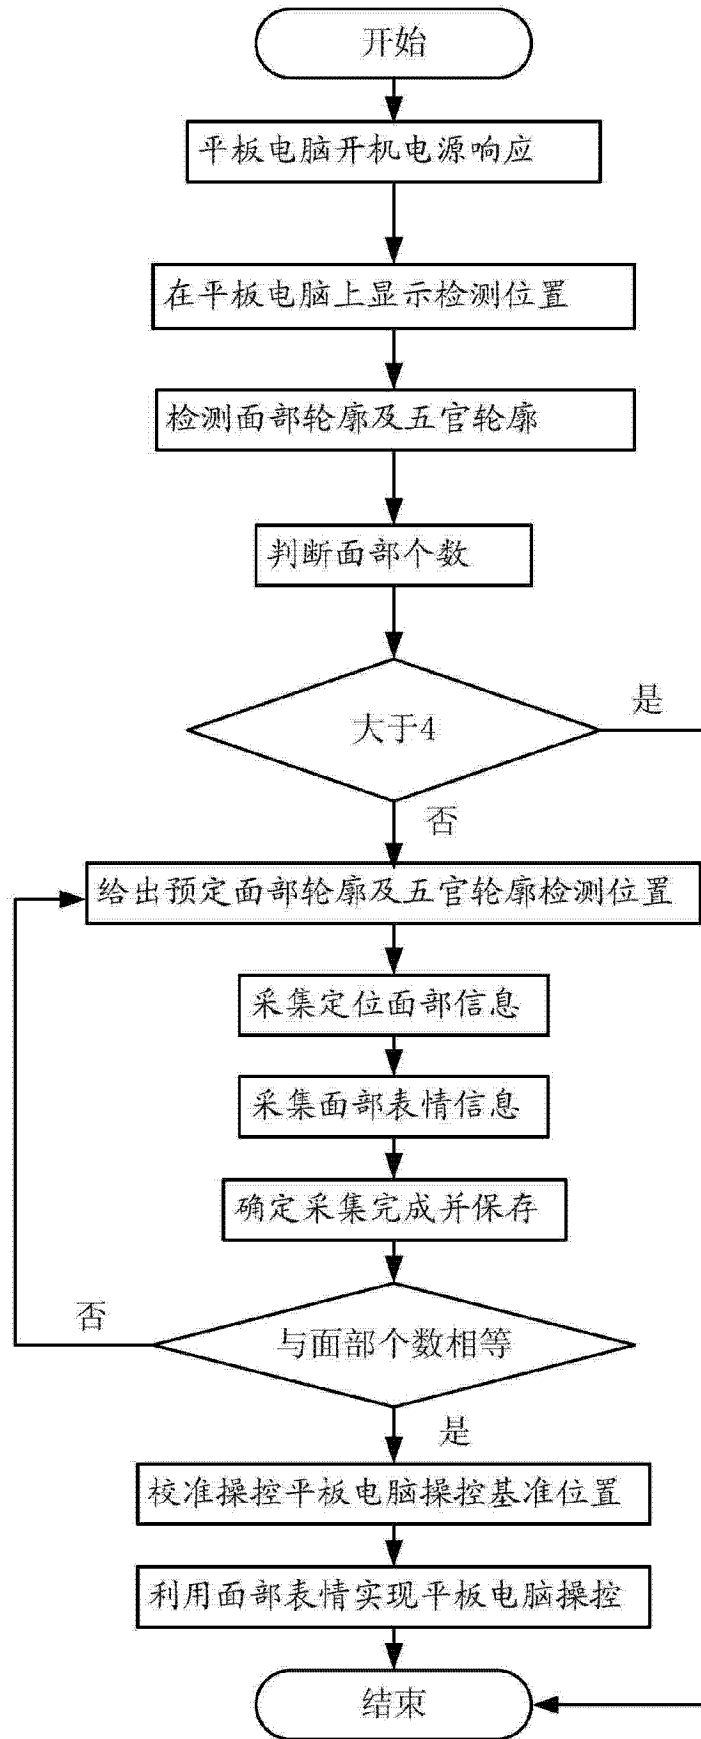 开始
平板电脑开机电源响应
在平板电脑上显示检测位置
检测面部轮廓及五官轮廓
判断面部个数
大于4
是
否
给出预定面部轮廓及五官轮廓检测位置
采集定位面部信息
采集面部表情信息
确定采集完成并保存
否
与面部个数相等
是
校准操控平板电脑操控基准位置
利用面部表情实现平板电脑操控
结束